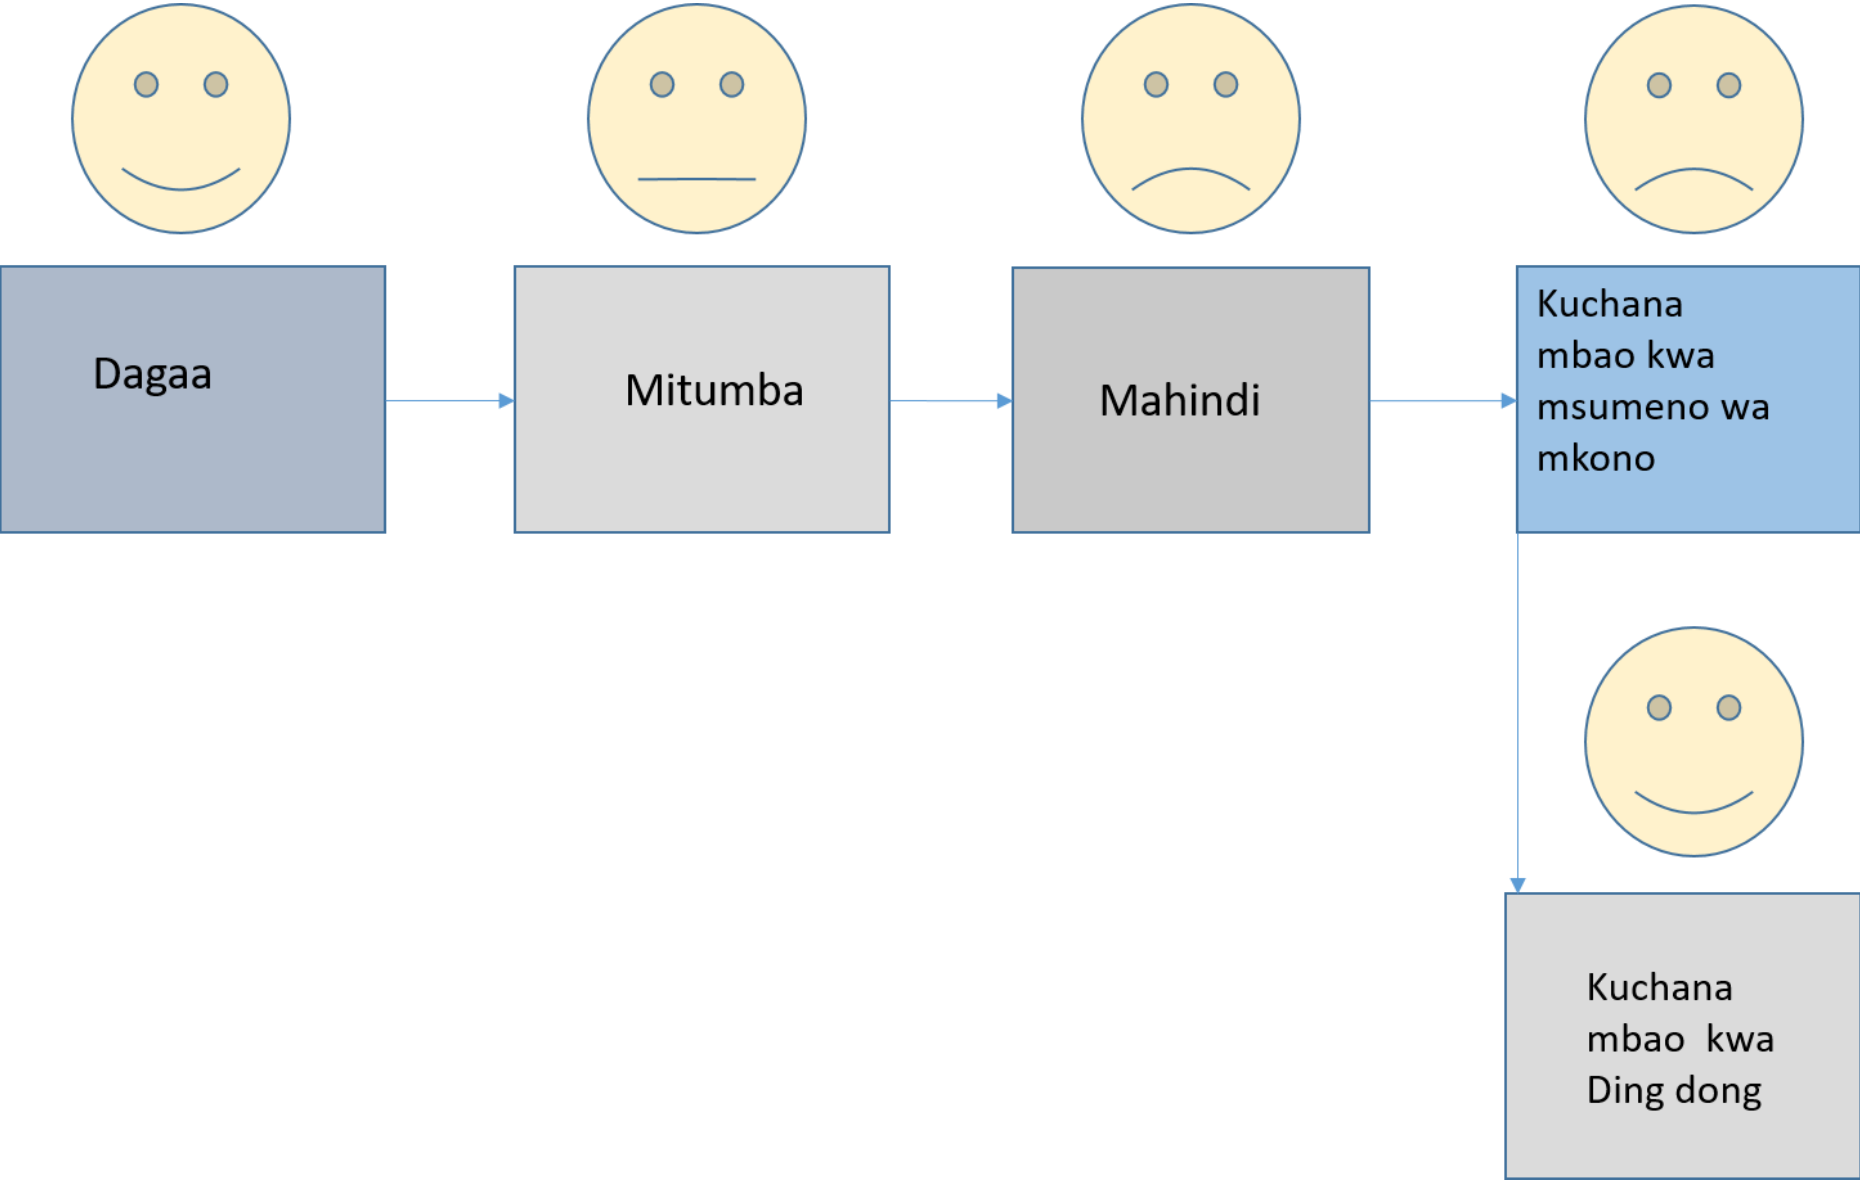 Dagaa
Mitumba
Mahindi
Kuchana
mbao kwa
msumeno wa
mkono
Kuchana
mbao  kwa
Ding dong